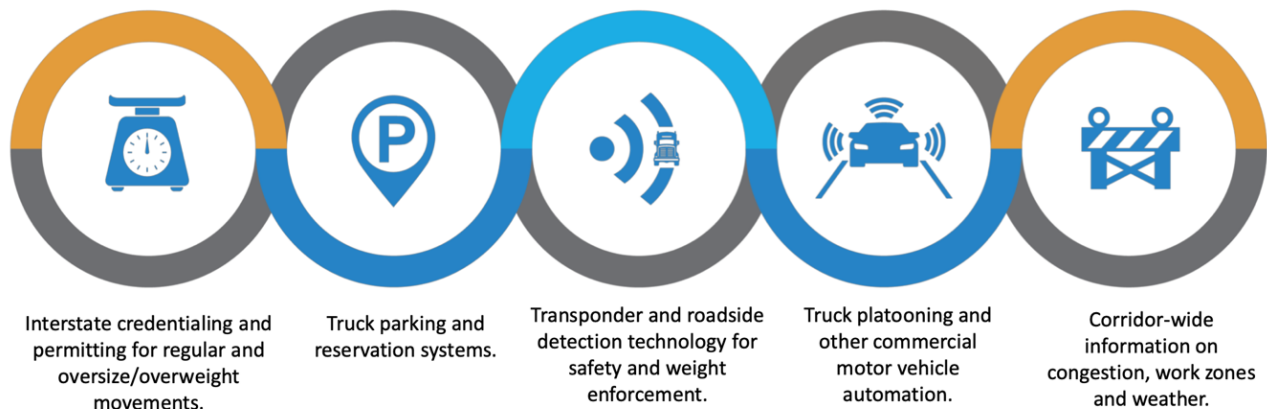 P
Interstate credentialing and
permitting for regular and
oversize/overweight
movements.
Truck parking and
reservation systems.
Transponder and roadside
detection technology for
safety and weight
enforcement.
Truck platooning and
other commercial
motor vehicle
automation.
Corridor-wide
information on
congestion, work zones
and weather.